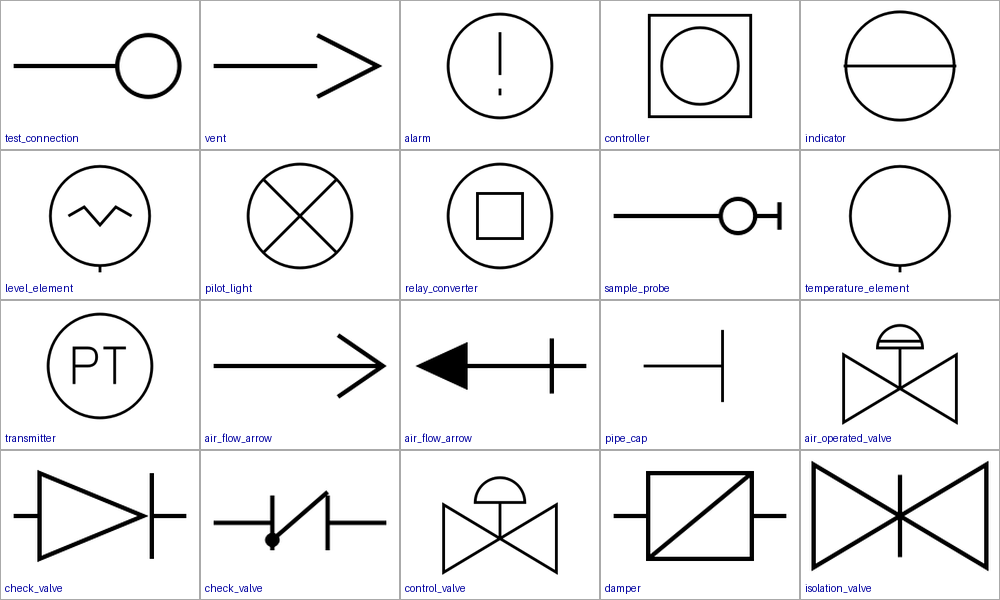 test_connection
vent
alarm
controller
indicator
level_element
pilot_light
relay_converter
sample_probe
temperature_element
PT
transmitter
air_flow_arrow
air_flow_arrow
pipe_cap
air_operated_valve
check_valve
check_valve
control_valve
damper
isolation_valve